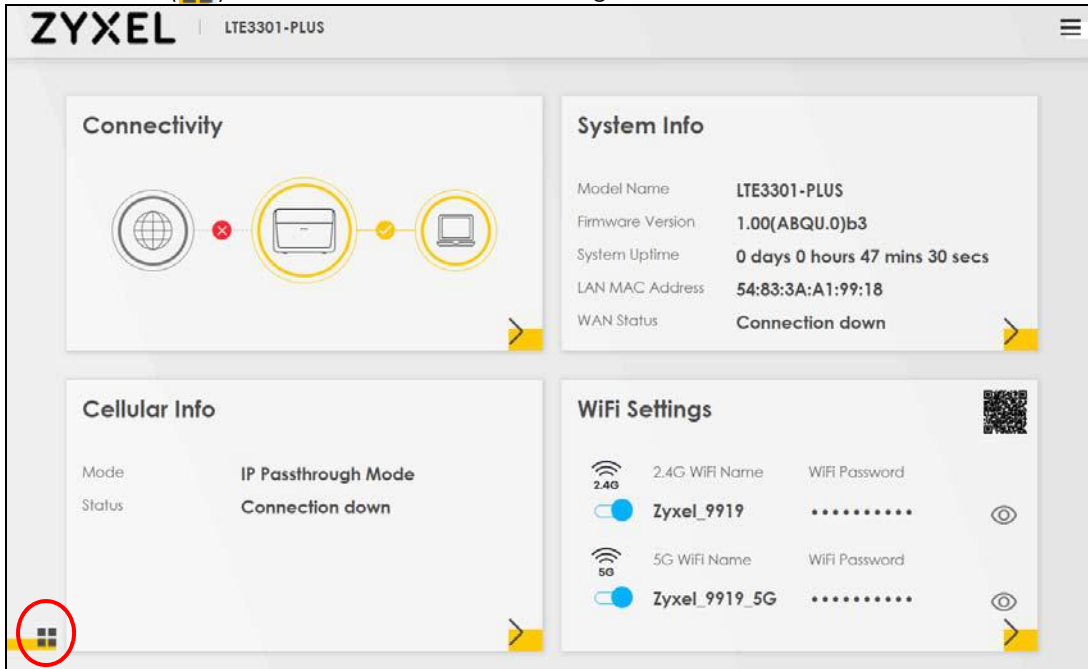 ZYXEL LTE3301-PLUS
Connectivity
System Info
Model Name LTE3301-PLUS
Firmware Version 1.00(ABQU.0)b3
System Uptime 0 days 0 hours 47 mins 30 secs
LAN MAC Address 54:83:3A:A1:99:18
WAN Status Connection down
Cellular Info
Mode IP Passthrough Mode
Status Connection down
WiFi Settings
2.4G
2.4G WiFi Name WiFi Password
Zyxel_9919 ••••••••••
5G
5G WiFi Name WiFi Password
Zyxel_9919_5G ••••••••••